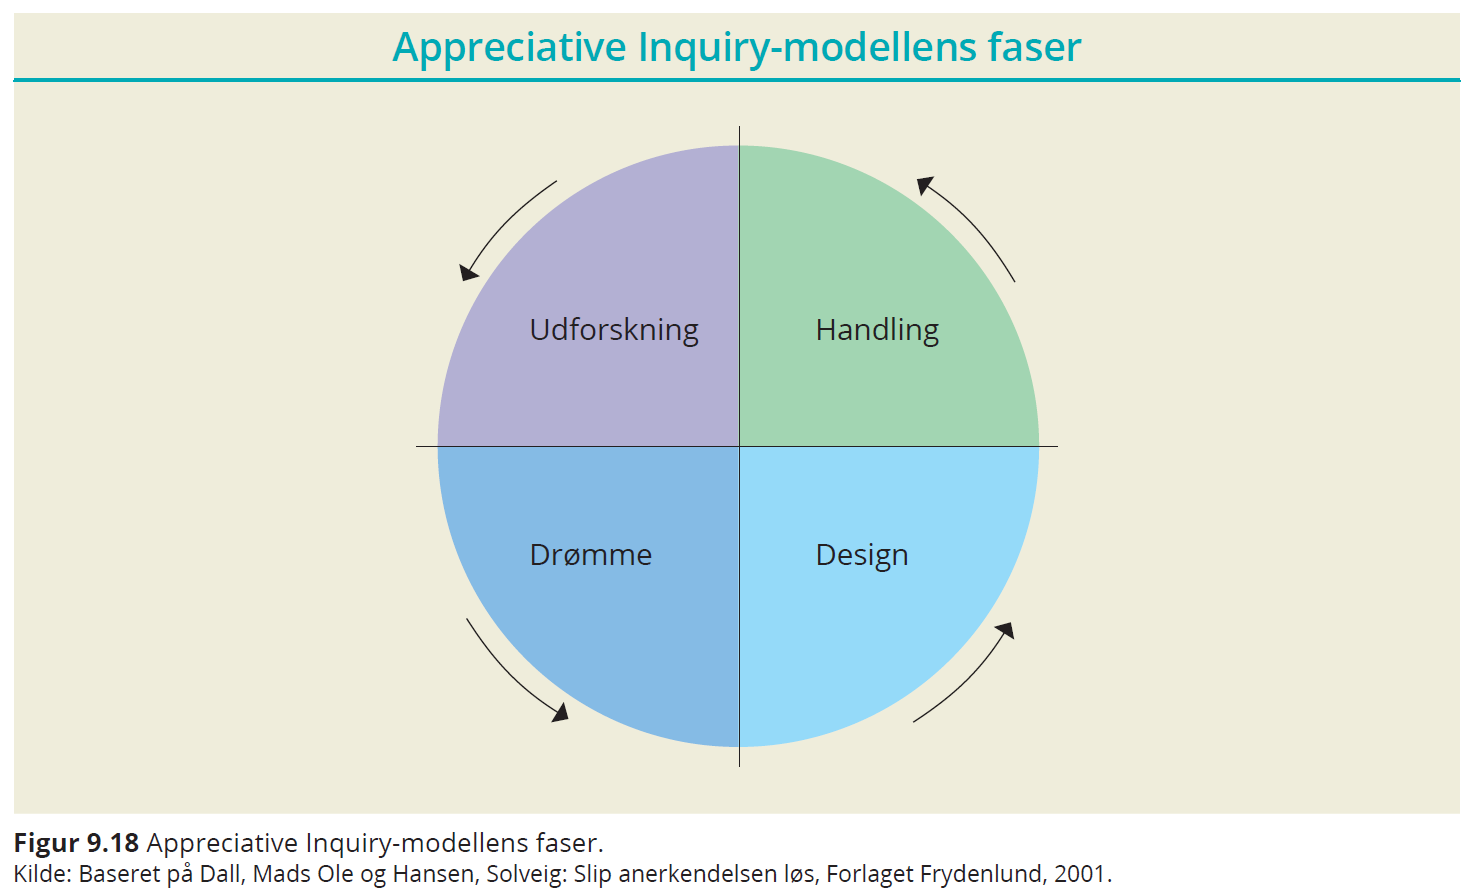 Appreciative Inquiry-modellens faser
Udforskning
Handling
Drømme
Design
Figur 9.18 Appreciative Inquiry-modellens faser.
Kilde: Baseret på Dall, Mads Ole og Hansen, Solveig: Slip anerkendelsen løs, Forlaget Frydenlund, 2001.